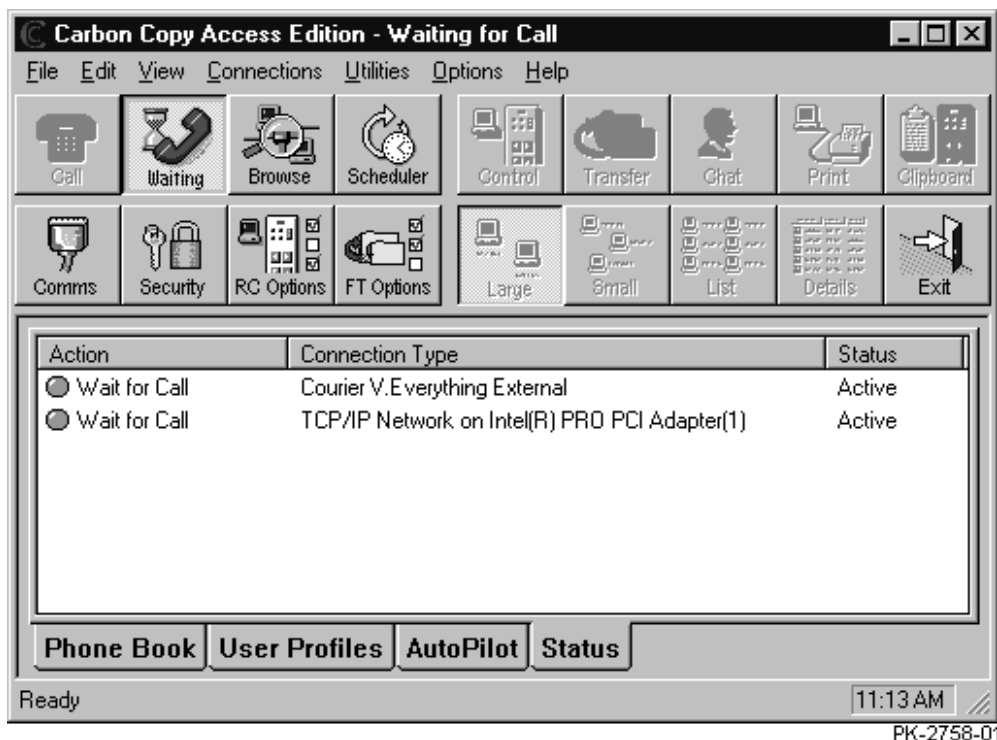 Carbon Copy Access Edition - Waiting for Call
File Edit View Connections Utilities Options Help
Call Waiting Browse Scheduler Control Transfer Chat Print Clipboard
Comms Security RC Options FT Options Large Small List Details Exit
Action Connection Type Status
Wait for Call Courier V.Everything External Active
Wait for Call TCP/IP Network on Intel(R) PRO PCI Adapter(1) Active
Phone Book User Profiles AutoPilot Status
Ready 11:13 AM
PK-2758-01